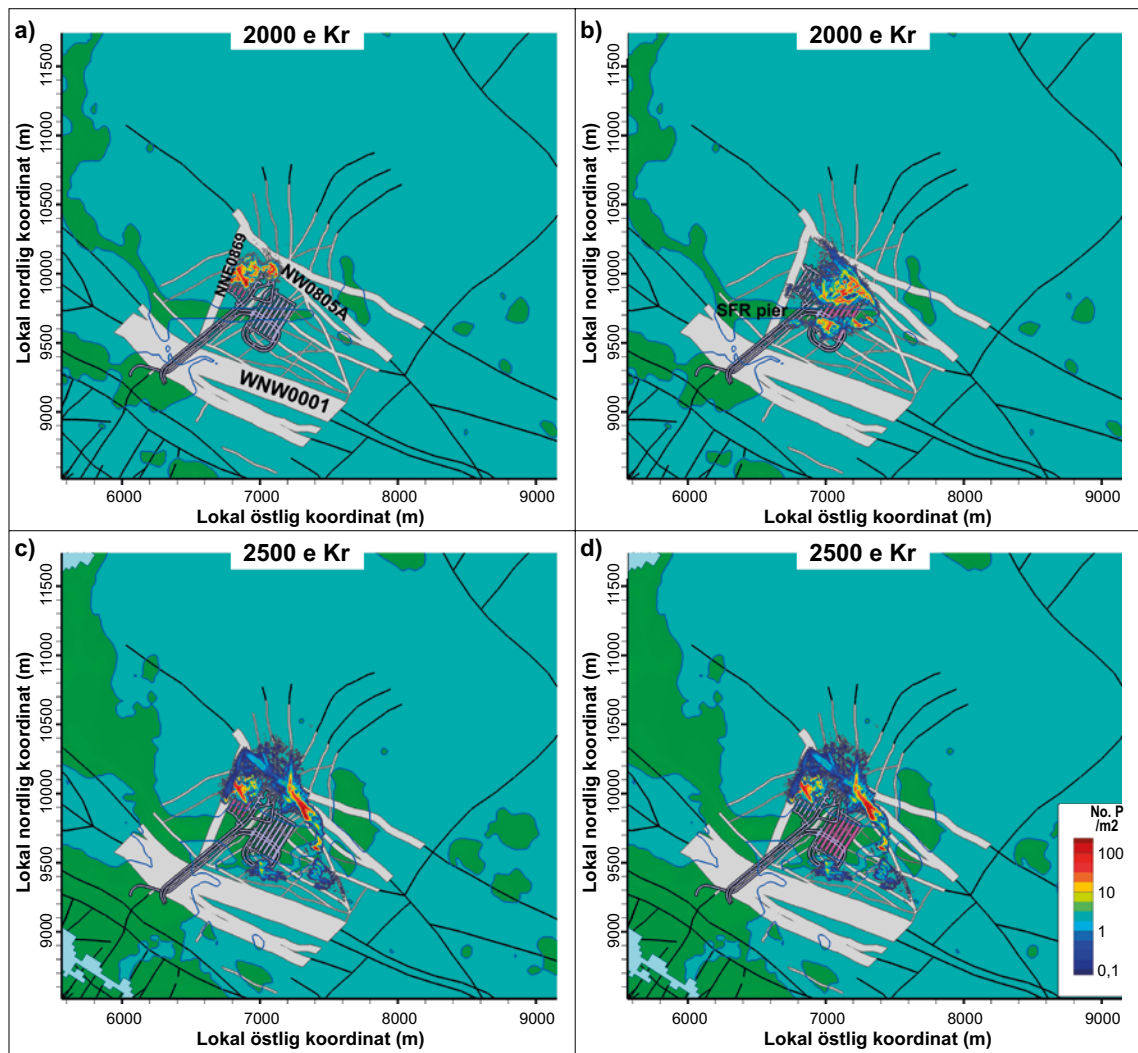 a)
2000 e Kr
Lokal nordlig koordinat (m)
11500
11000
10500
10000
9500
9000
NNE0869
NW0805A
WNW0001
6000 7000 8000 9000
Lokal östlig koordinat (m)
b)
2000 e Kr
Lokal nordlig koordinat (m)
11500
11000
10500
10000
9500
9000
SFR pier
6000 7000 8000 9000
Lokal östlig koordinat (m)
c)
2500 e Kr
Lokal nordlig koordinat (m)
11500
11000
10500
10000
9500
9000
6000 7000 8000 9000
Lokal östlig koordinat (m)
d)
2500 e Kr
Lokal nordlig koordinat (m)
11500
11000
10500
10000
9500
9000
No. P
/m2
100
10
1
0,1
6000 7000 8000 9000
Lokal östlig koordinat (m)